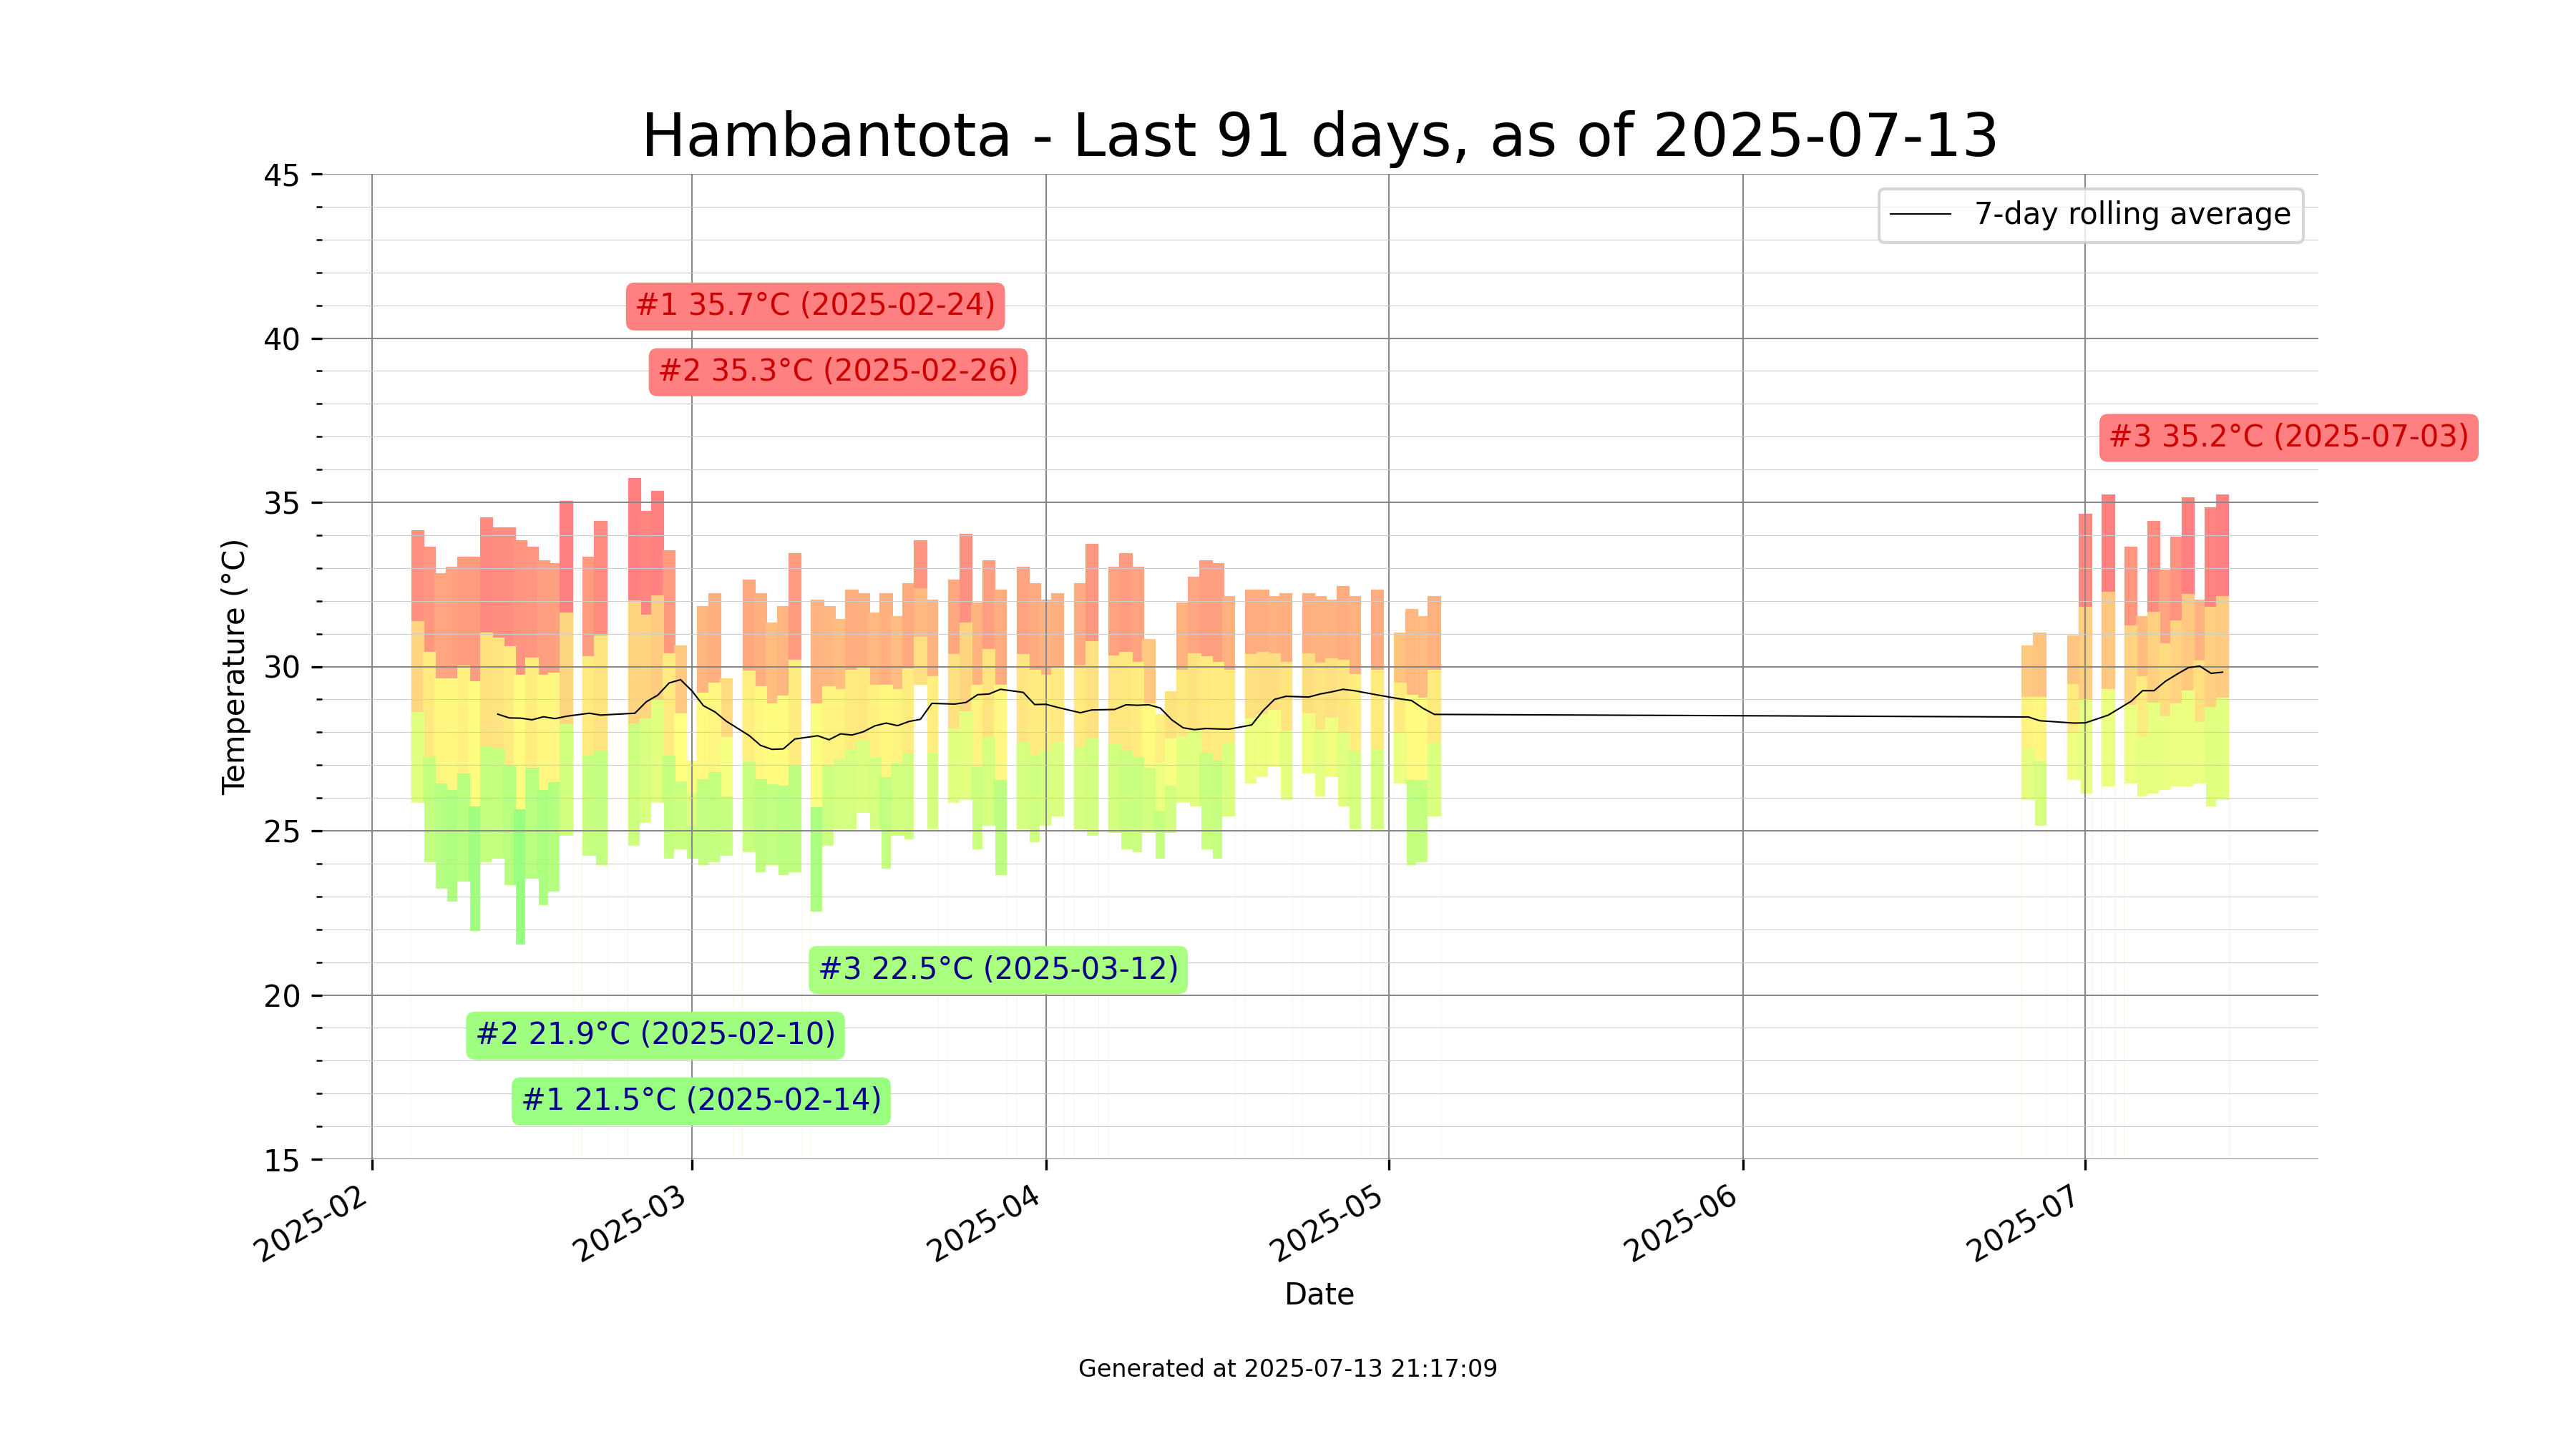 Hambantota - Last 91 days, as of 2025-07-13
45
7-day rolling average
#1 35.7°C (2025-02-24)
40
#2 35.3°C (2025-02-26)
#3 35.2°C (2025-07-03)
35
Temperature (°C)
30
25
#3 22.5°C (2025-03-12)
20
#2 21.9°C (2025-02-10)
#1 21.5°C (2025-02-14)
15
2025-02
2025-03
2025-04
2025-05
2025-06
2025-07
Date
Generated at 2025-07-13 21:17:09